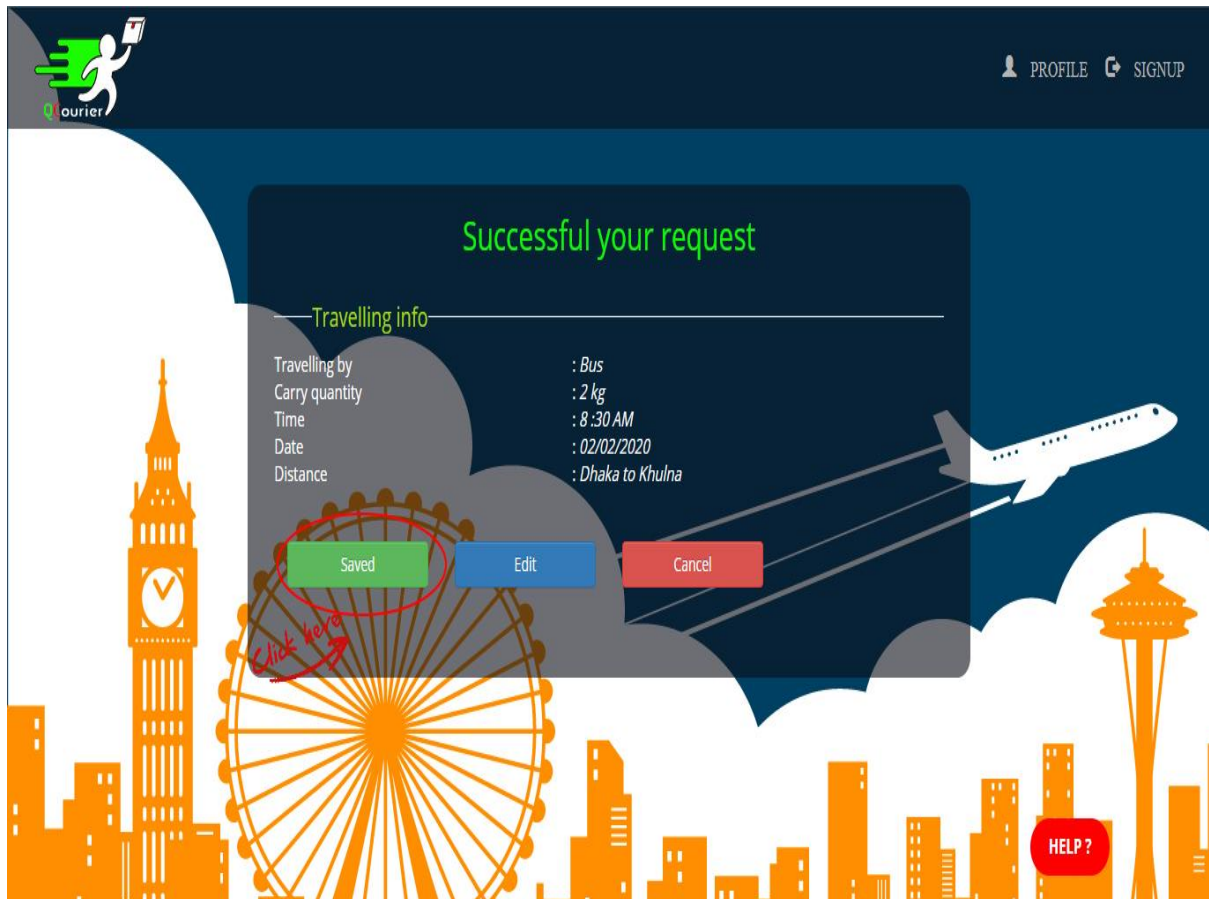 QCourier
PROFILE SIGNUP
Successful your request
Travelling info
Travelling by : Bus
Carry quantity : 2 kg
Time : 8 :30 AM
Date : 02/02/2020
Distance : Dhaka to Khulna
Saved Edit Cancel
Click here
HELP ?